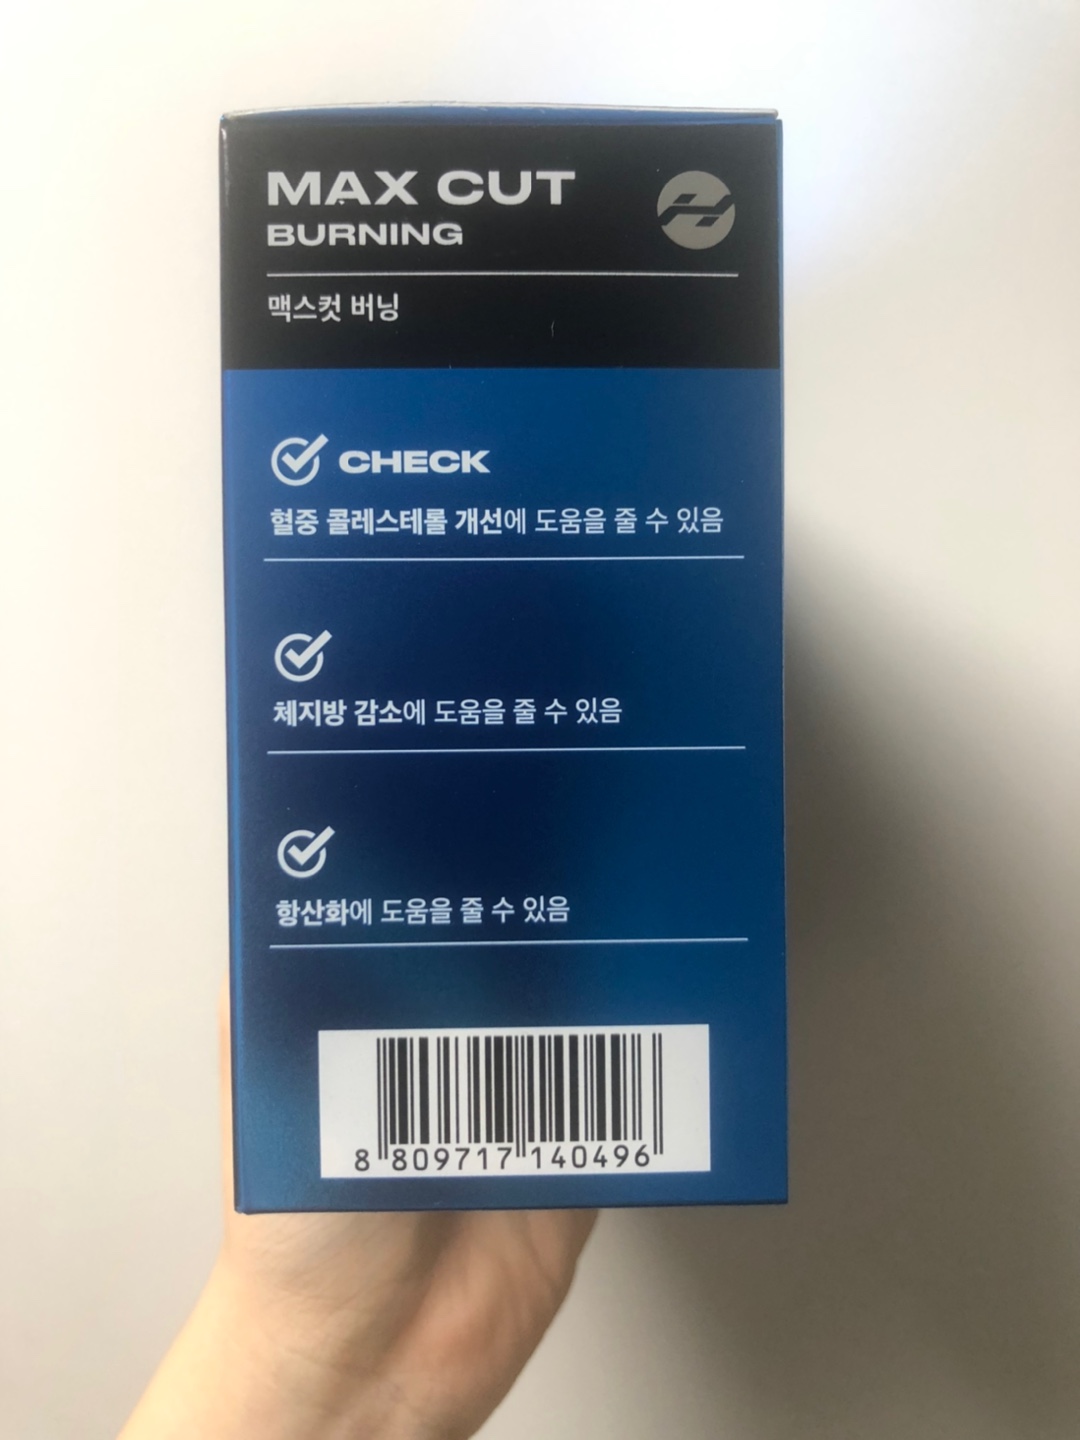 MAX CUT
BURNING
맥스컷 버닝
CHECK
혈중 콜레스테롤 개선에 도움을 줄 수 있음
체지방 감소에 도움을 줄 수 있음
항산화에 도움을 줄 수 있음
8 809717 140496